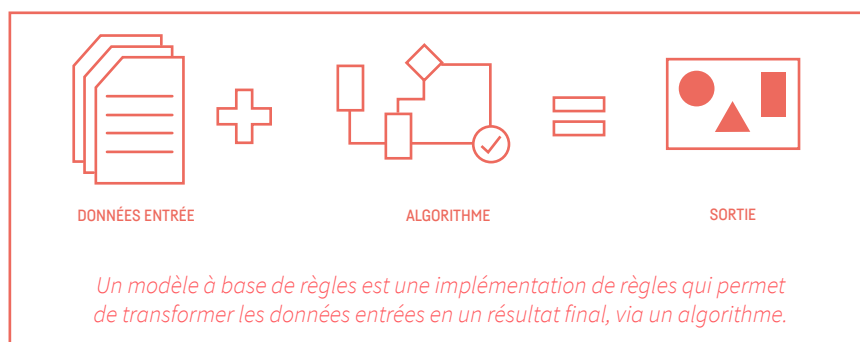 DONNÉES ENTRÉE
ALGORITHME
SORTIE
Un modèle à base de règles est une implémentation de règles qui permet
de transformer les données entrées en un résultat final, via un algorithme.